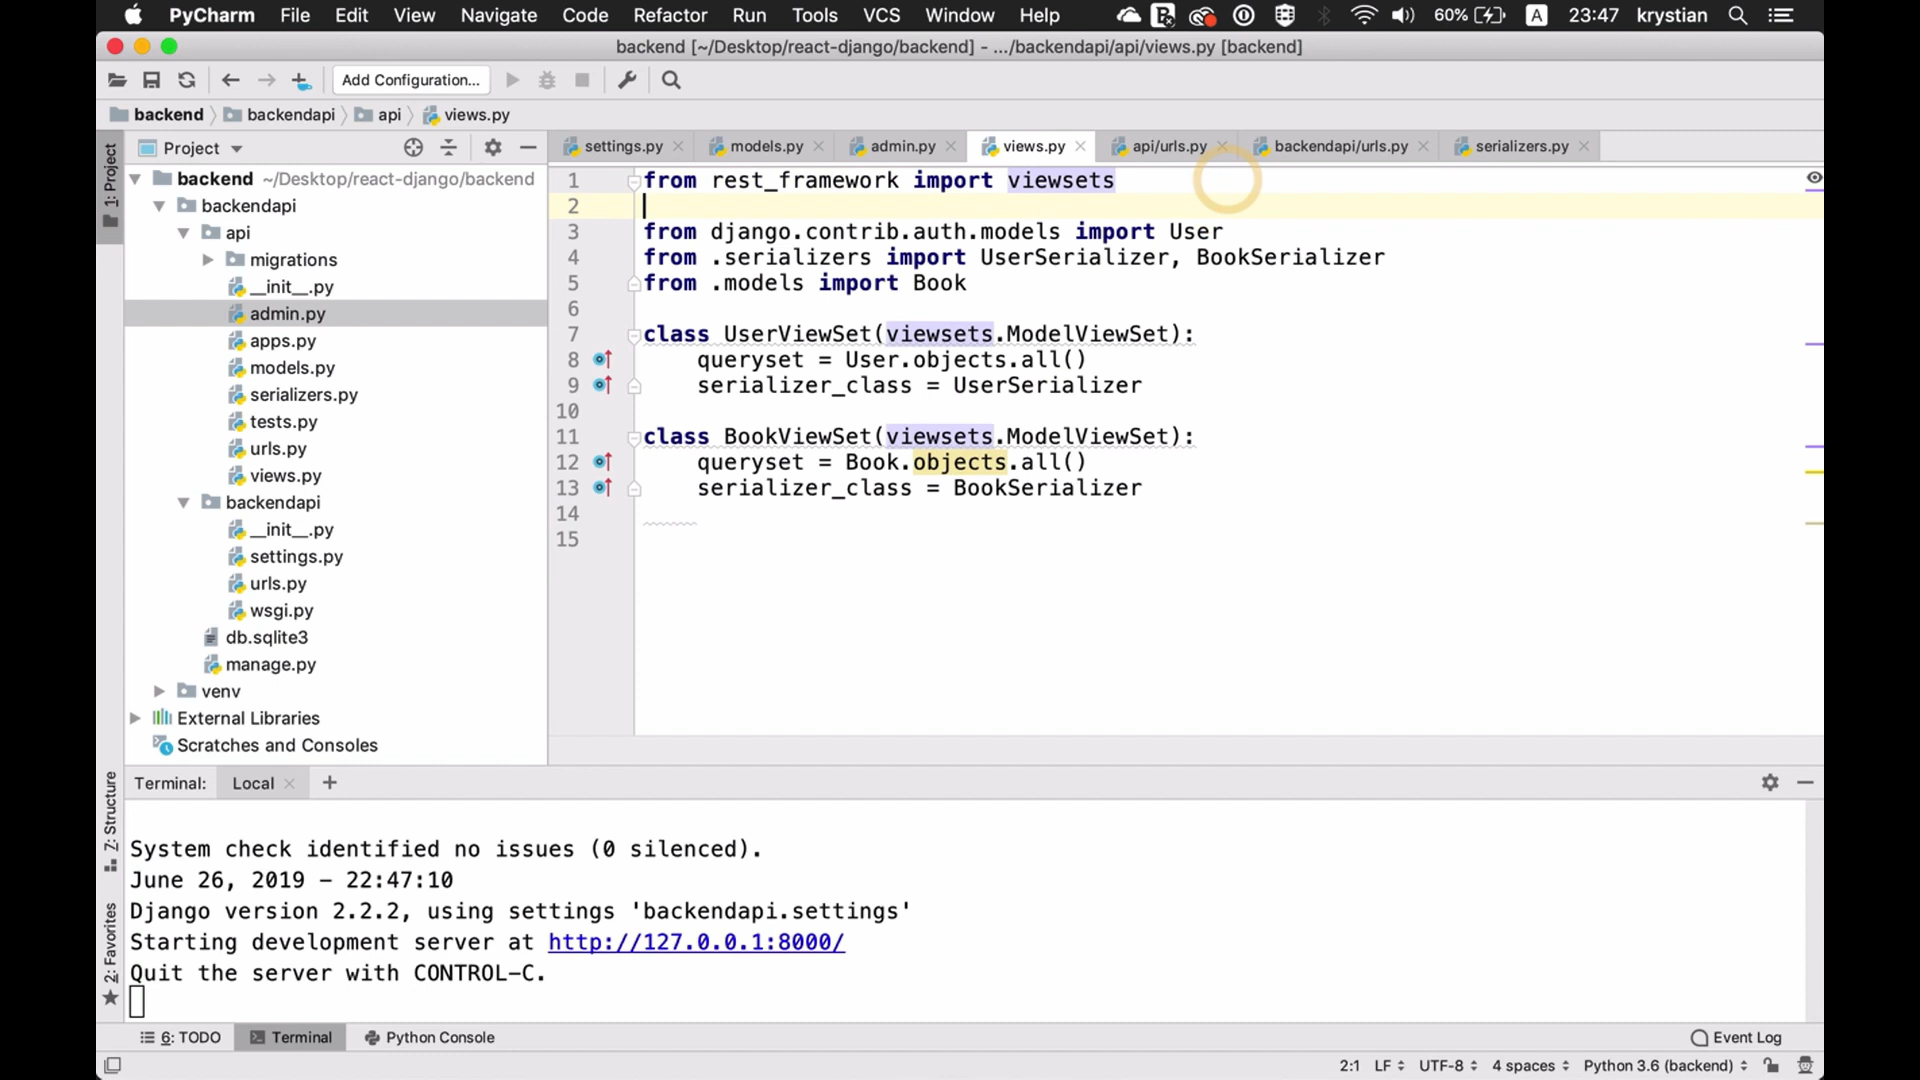 PyCharm File Edit View Navigate Code Refactor Run Tools VCS Window Help 60% A 23:47 krystian
backend [~/Desktop/react-django/backend] - .../backendapi/api/views.py [backend]
Add Configuration...
backend backendapi api views.py
1: Project
Project
settings.py models.py admin.py views.py api/urls.py backendapi/urls.py serializers.py
backend ~/Desktop/react-django/backend
backendapi
api
migrations
__init__.py
admin.py
apps.py
models.py
serializers.py
tests.py
urls.py
views.py
backendapi
__init__.py
settings.py
urls.py
wsgi.py
db.sqlite3
manage.py
venv
External Libraries
Scratches and Consoles
1 from rest_framework import viewsets
2
3 from django.contrib.auth.models import User
4 from .serializers import UserSerializer, BookSerializer
5 from .models import Book
6
7 class UserViewSet(viewsets.ModelViewSet):
8 queryset = User.objects.all()
9 serializer_class = UserSerializer
10
11 class BookViewSet(viewsets.ModelViewSet):
12 queryset = Book.objects.all()
13 serializer_class = BookSerializer
14
15
7: Structure
2: Favorites
Terminal: Local +
System check identified no issues (0 silenced).
June 26, 2019 - 22:47:10
Django version 2.2.2, using settings 'backendapi.settings'
Starting development server at http://127.0.0.1:8000/
Quit the server with CONTROL-C.
6: TODO Terminal Python Console Event Log
2:1 LF UTF-8 4 spaces Python 3.6 (backend)